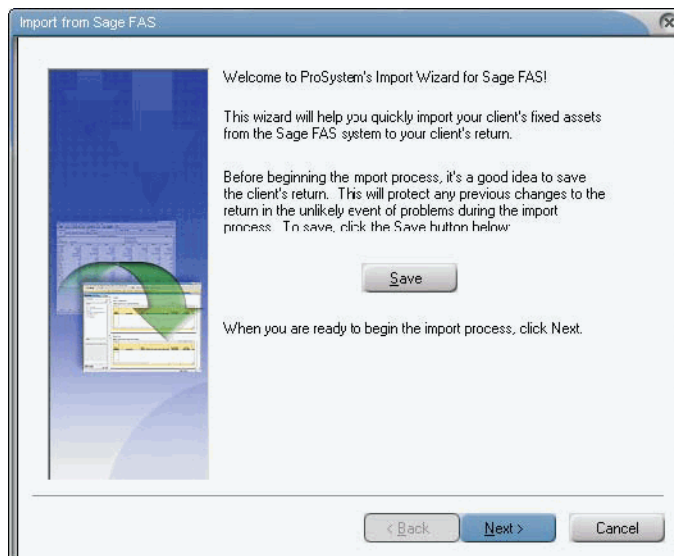 Import from Sage FAS
Welcome to ProSystem's Import Wizard for Sage FAS!
This wizard will help you quickly import your client's fixed assets
from the Sage FAS system to your client's return.
Before beginning the mport process, it's a good idea to save
the client's return. This will protect any previous changes to the
return in the unlikely event of problems during the import
process. To save, click the Save button below:
Save
When you are ready to begin the import process, click Next.
< Back
Next >
Cancel